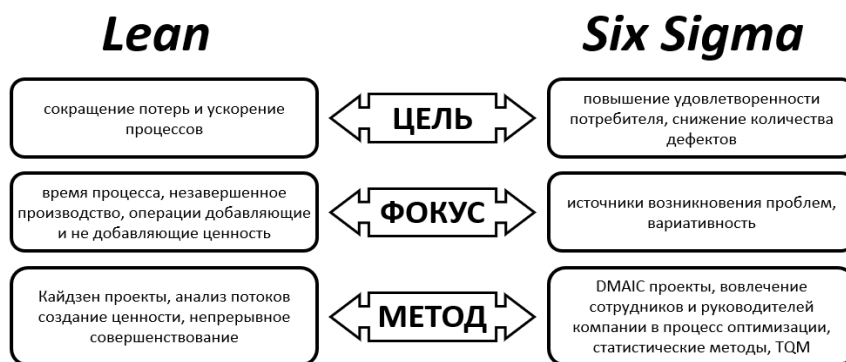 Lean
Six Sigma
сокращение потерь и ускорение
процессов
ЦЕЛЬ
повышение удовлетворенности
потребителя, снижение количества
дефектов
время процесса, незавершенное
производство, операции добавляющие
и не добавляющие ценность
ФОКУС
источники возникновения проблем,
вариативность
Кайдзен проекты, анализ потоков
создание ценности, непрерывное
совершенствование
МЕТОД
DMAIC проекты, вовлечение
сотрудников и руководителей
компании в процесс оптимизации,
статистические методы, TQM